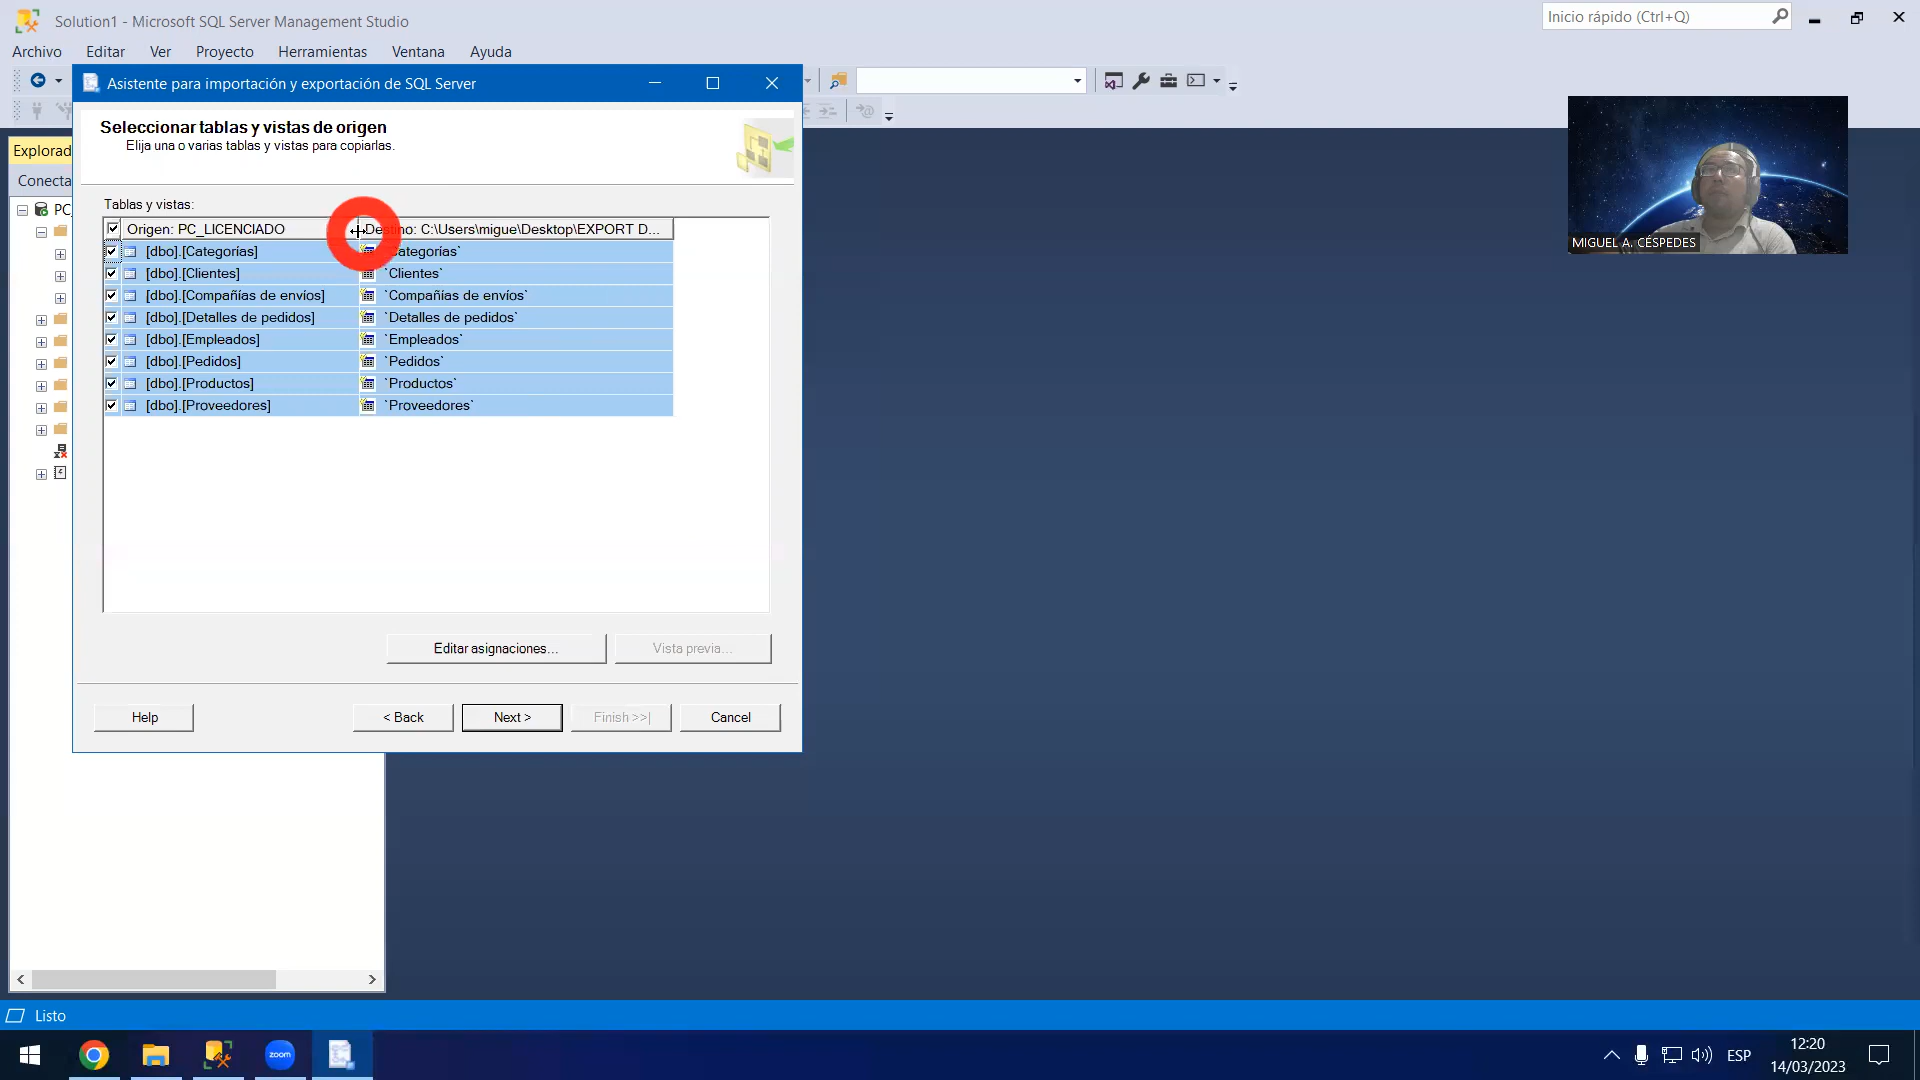 Solution1 - Microsoft SQL Server Management Studio
Inicio rápido (Ctrl+Q)
Archivo Editar Ver Proyecto Herramientas Ventana Ayuda
Asistente para importación y exportación de SQL Server
Seleccionar tablas y vistas de origen
Elija una o varias tablas y vistas para copiarlas.
Explorad
Conecta
PC_
Tablas y vistas:
Origen: PC_LICENCIADO Destino: C:\Users\migue\Desktop\EXPORT D...
[dbo].[Categorías] `Categorías`
[dbo].[Clientes] `Clientes`
[dbo].[Compañías de envíos] `Compañías de envíos`
[dbo].[Detalles de pedidos] `Detalles de pedidos`
[dbo].[Empleados] `Empleados`
[dbo].[Pedidos] `Pedidos`
[dbo].[Productos] `Productos`
[dbo].[Proveedores] `Proveedores`
MIGUEL A. CÉSPEDES
Editar asignaciones... Vista previa...
Help < Back Next > Finish >>| Cancel
Listo
zoom
ESP
12:20
14/03/2023